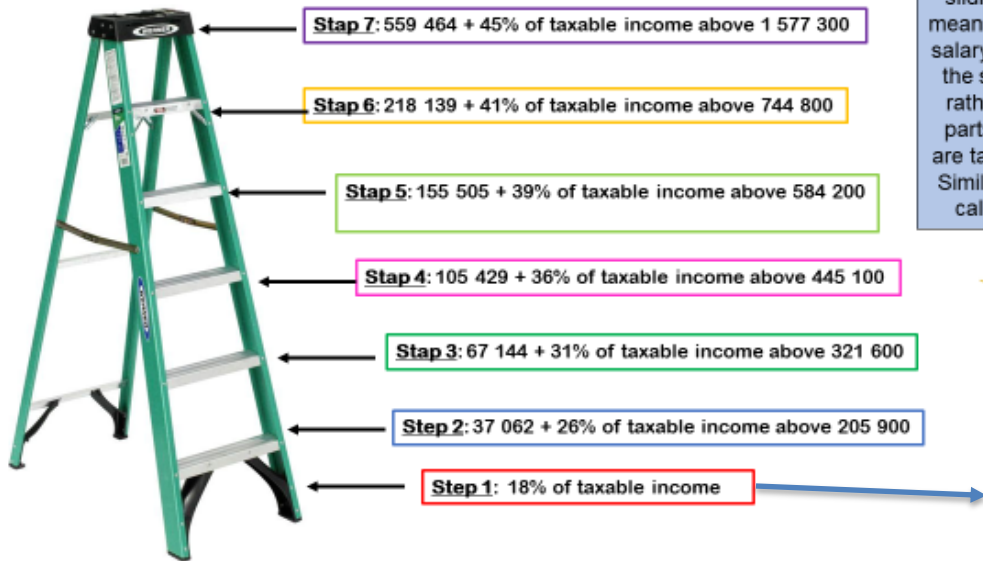 Stap 7: 559 464 + 45% of taxable income above 1 577 300
Stap 6: 218 139 + 41% of taxable income above 744 800
Stap 5: 155 505 + 39% of taxable income above 584 200
Stap 4: 105 429 + 36% of taxable income above 445 100
Stap 3: 67 144 + 31% of taxable income above 321 600
Step 2: 37 062 + 26% of taxable income above 205 900
Step 1: 18% of taxable income
mean
salary
the s
rath
part
are ta
Simil
cal